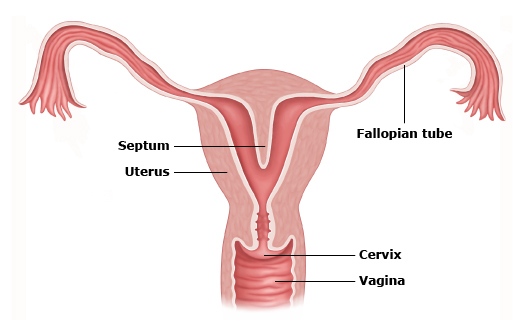 Septum
Uterus
Fallopian tube
Cervix
Vagina